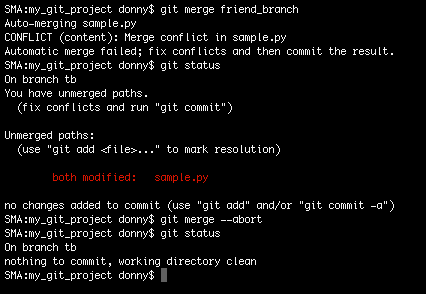 SMA:my_git_project donny$ git merge friend_branch
Auto-merging sample.py
CONFLICT (content): Merge conflict in sample.py
Automatic merge failed; fix conflicts and then commit the result.
SMA:my_git_project donny$ git status
On branch tb
You have unmerged paths.
  (fix conflicts and run "git commit")

Unmerged paths:
  (use "git add <file>..." to mark resolution)

        both modified:   sample.py

no changes added to commit (use "git add" and/or "git commit -a")
SMA:my_git_project donny$ git merge --abort
SMA:my_git_project donny$ git status
On branch tb
nothing to commit, working directory clean
SMA:my_git_project donny$